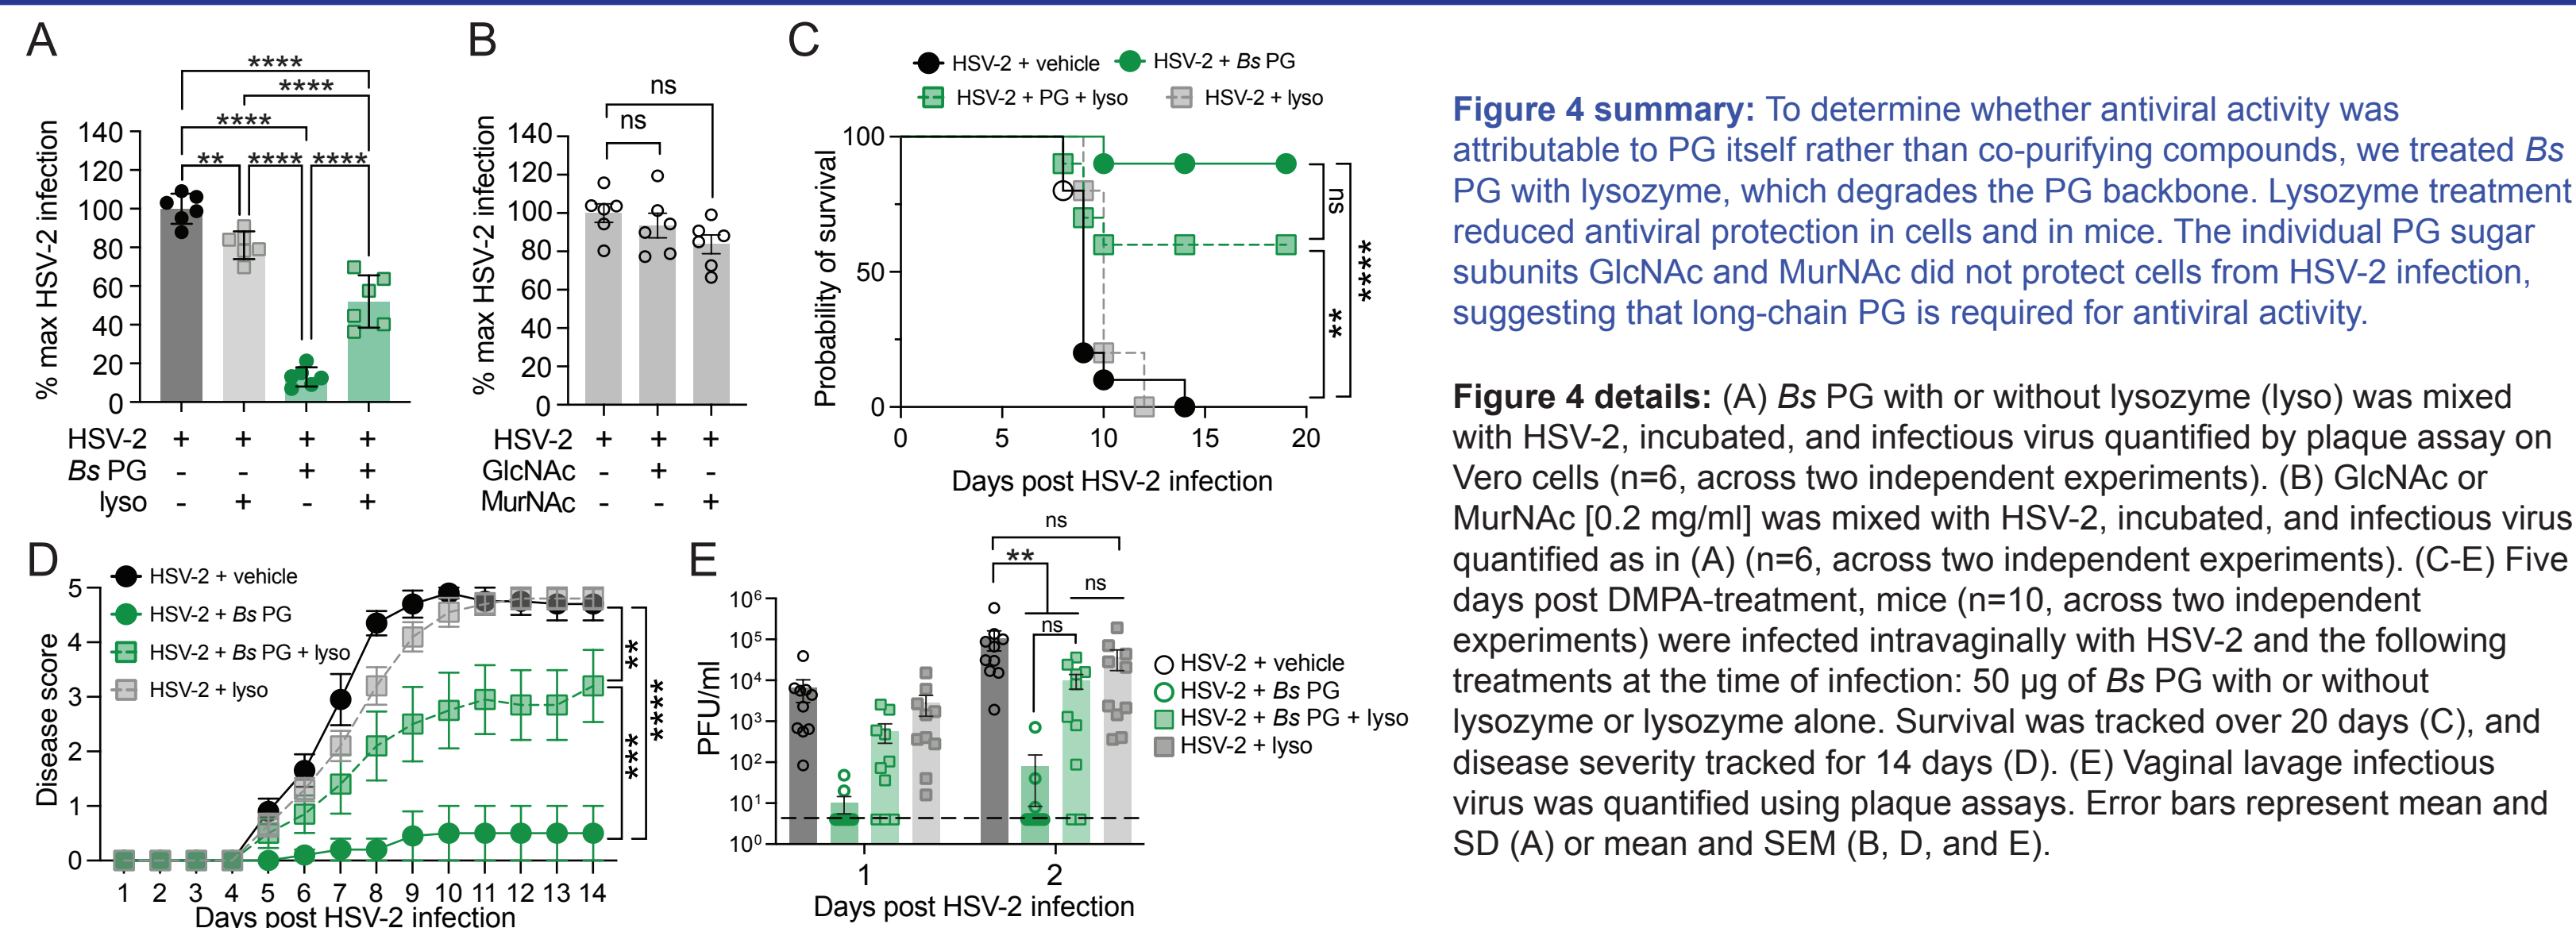 A
****
****
****
** **** ****
% max HSV-2 infection
140
120
100
80
60
40
20
0
HSV-2 + + + +
Bs PG - - + +
lyso - + - +
B
ns
ns
% max HSV-2 infection
140
120
100
80
60
40
20
0
HSV-2 + + +
GlcNAc - + -
MurNAc - - +
C
HSV-2 + vehicle HSV-2 + Bs PG
HSV-2 + PG + lyso HSV-2 + lyso
Probability of survival
100
50
0
0 5 10 15 20
Days post HSV-2 infection
ns
**
****
D
HSV-2 + vehicle
HSV-2 + Bs PG
HSV-2 + Bs PG + lyso
HSV-2 + lyso
Disease score
5
4
3
2
1
0
1 2 3 4 5 6 7 8 9 10 11 12 13 14
Days post HSV-2 infection
**
***
****
E
ns
**
ns
ns
PFU/ml
10⁶
10⁵
10⁴
10³
10²
10¹
10⁰
1 2
Days post HSV-2 infection
HSV-2 + vehicle
HSV-2 + Bs PG
HSV-2 + Bs PG + lyso
HSV-2 + lyso
Figure 4 summary: To determine whether antiviral activity was
attributable to PG itself rather than co-purifying compounds, we treated Bs
PG with lysozyme, which degrades the PG backbone. Lysozyme treatment
reduced antiviral protection in cells and in mice. The individual PG sugar
subunits GlcNAc and MurNAc did not protect cells from HSV-2 infection,
suggesting that long-chain PG is required for antiviral activity.
Figure 4 details: (A) Bs PG with or without lysozyme (lyso) was mixed
with HSV-2, incubated, and infectious virus quantified by plaque assay on
Vero cells (n=6, across two independent experiments). (B) GlcNAc or
MurNAc [0.2 mg/ml] was mixed with HSV-2, incubated, and infectious virus
quantified as in (A) (n=6, across two independent experiments). (C-E) Five
days post DMPA-treatment, mice (n=10, across two independent
experiments) were infected intravaginally with HSV-2 and the following
treatments at the time of infection: 50 µg of Bs PG with or without
lysozyme or lysozyme alone. Survival was tracked over 20 days (C), and
disease severity tracked for 14 days (D). (E) Vaginal lavage infectious
virus was quantified using plaque assays. Error bars represent mean and
SD (A) or mean and SEM (B, D, and E).